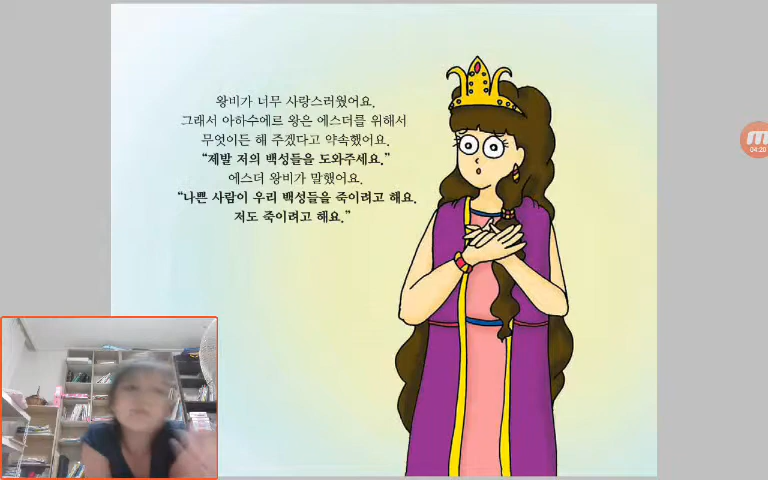 왕비가 너무 사랑스러웠어요.
그래서 아하수에르 왕은 에스더를 위해서
무엇이든 해 주겠다고 약속했어요.
“제발 저의 백성들을 도와주세요.”
에스더 왕비가 말했어요.
“나쁜 사람이 우리 백성들을 죽이려고 해요.
저도 죽이려고 해요.”
04:20